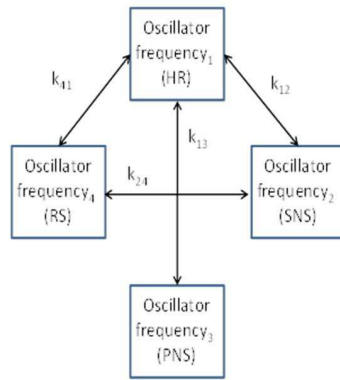 Oscillator
frequency₁
(HR)
k₄₁
k₁₂
k₁₃
Oscillator
frequency₄
(RS)
k₂₄
Oscillator
frequency₂
(SNS)
Oscillator
frequency₃
(PNS)